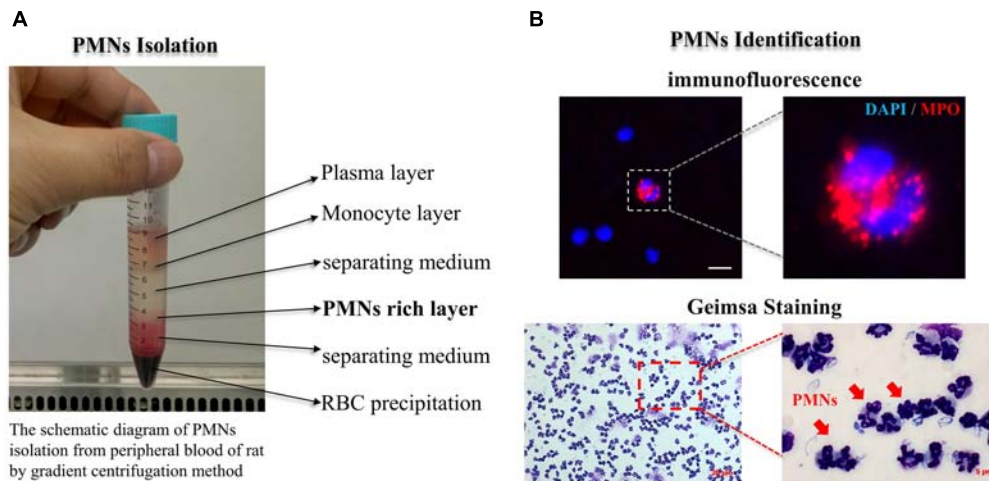 A
PMNs Isolation
Plasma layer
Monocyte layer
separating medium
PMNs rich layer
separating medium
RBC precipitation
The schematic diagram of PMNs
isolation from peripheral blood of rat
by gradient centrifugation method
B
PMNs Identification
immunofluorescence
DAPI / MPO
Geimsa Staining
PMNs
5 μm